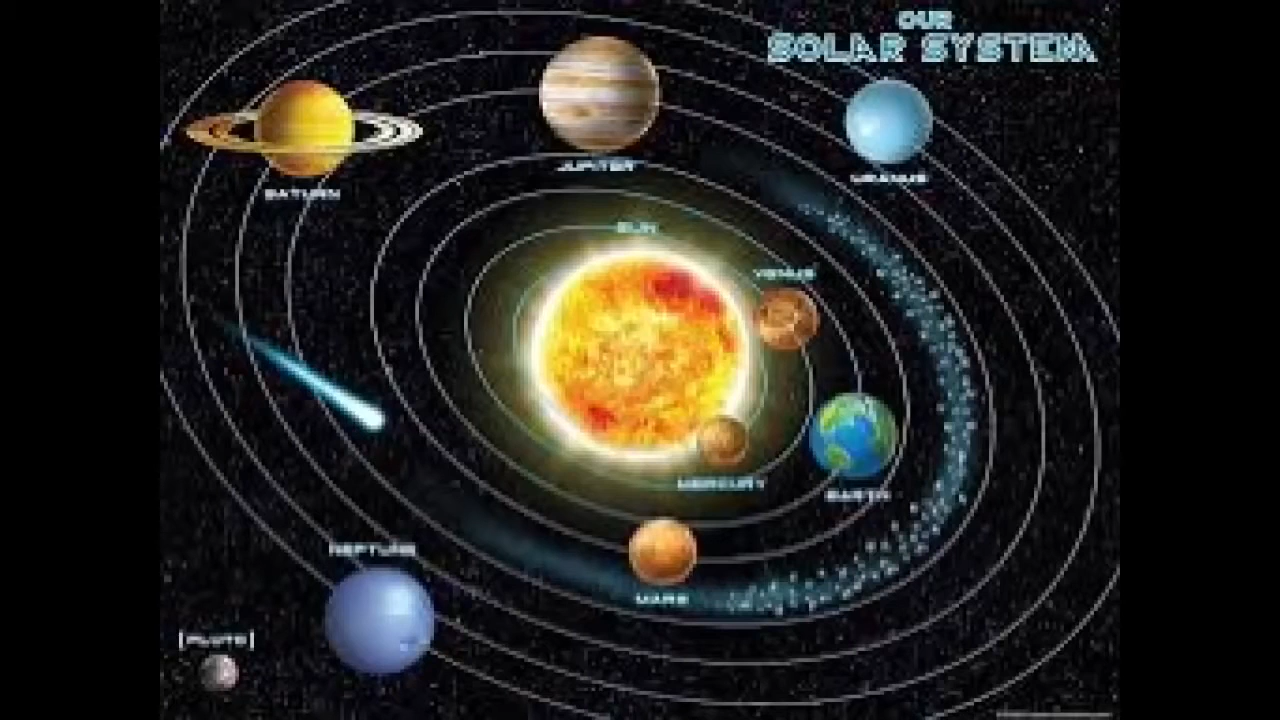 OUR
SOLAR SYSTEM
JUPITER
URANUS
SATURN
SUN
VENUS
MERCURY
EARTH
NEPTUNE
MARS
[PLUTO]